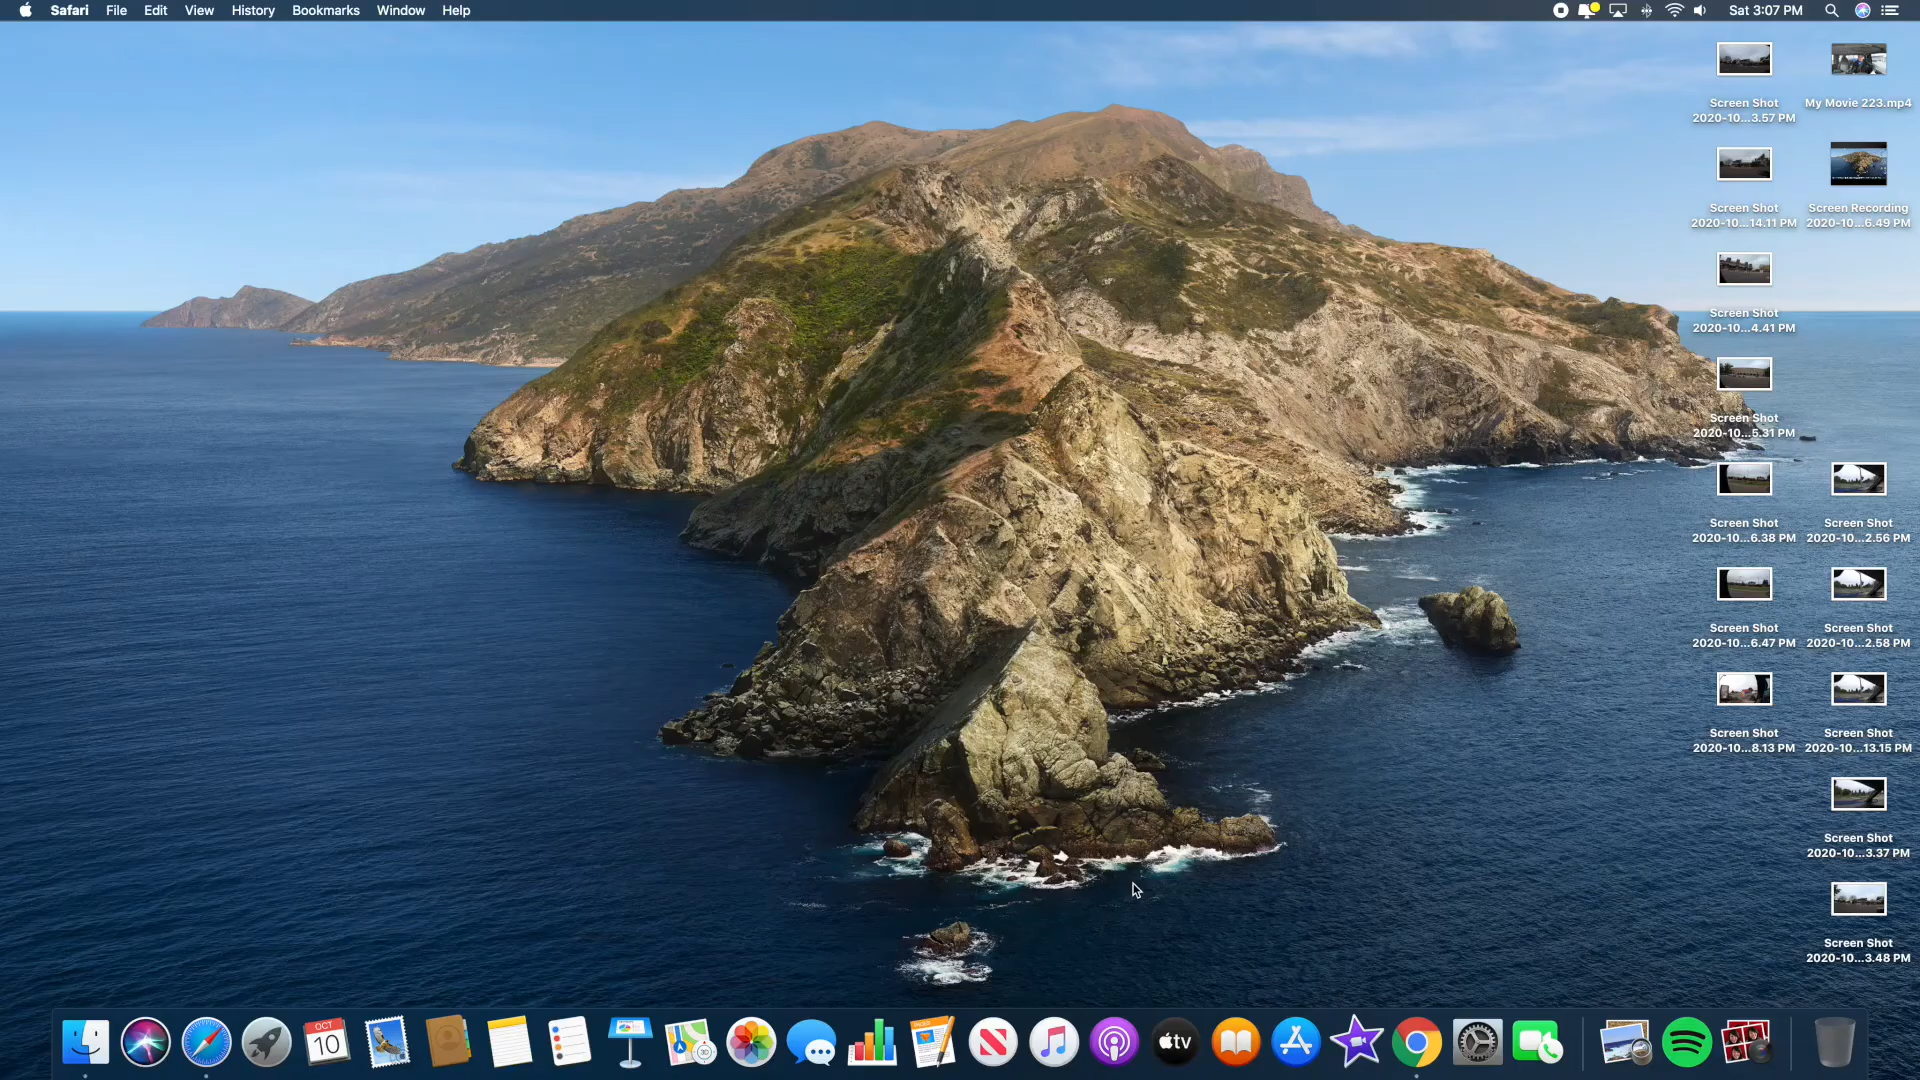 Safari File Edit View History Bookmarks Window Help
Sat 3:07 PM
Screen Shot
2020-10...3.57 PM
My Movie 223.mp4
Screen Shot
2020-10...14.11 PM
Screen Recording
2020-10...6.49 PM
Screen Shot
2020-10...4.41 PM
Screen Shot
2020-10...5.31 PM
Screen Shot
2020-10...6.38 PM
Screen Shot
2020-10...2.56 PM
Screen Shot
2020-10...6.47 PM
Screen Shot
2020-10...2.58 PM
Screen Shot
2020-10...8.13 PM
Screen Shot
2020-10...13.15 PM
Screen Shot
2020-10...3.37 PM
Screen Shot
2020-10...3.48 PM
OCT
10
PAGES
tv